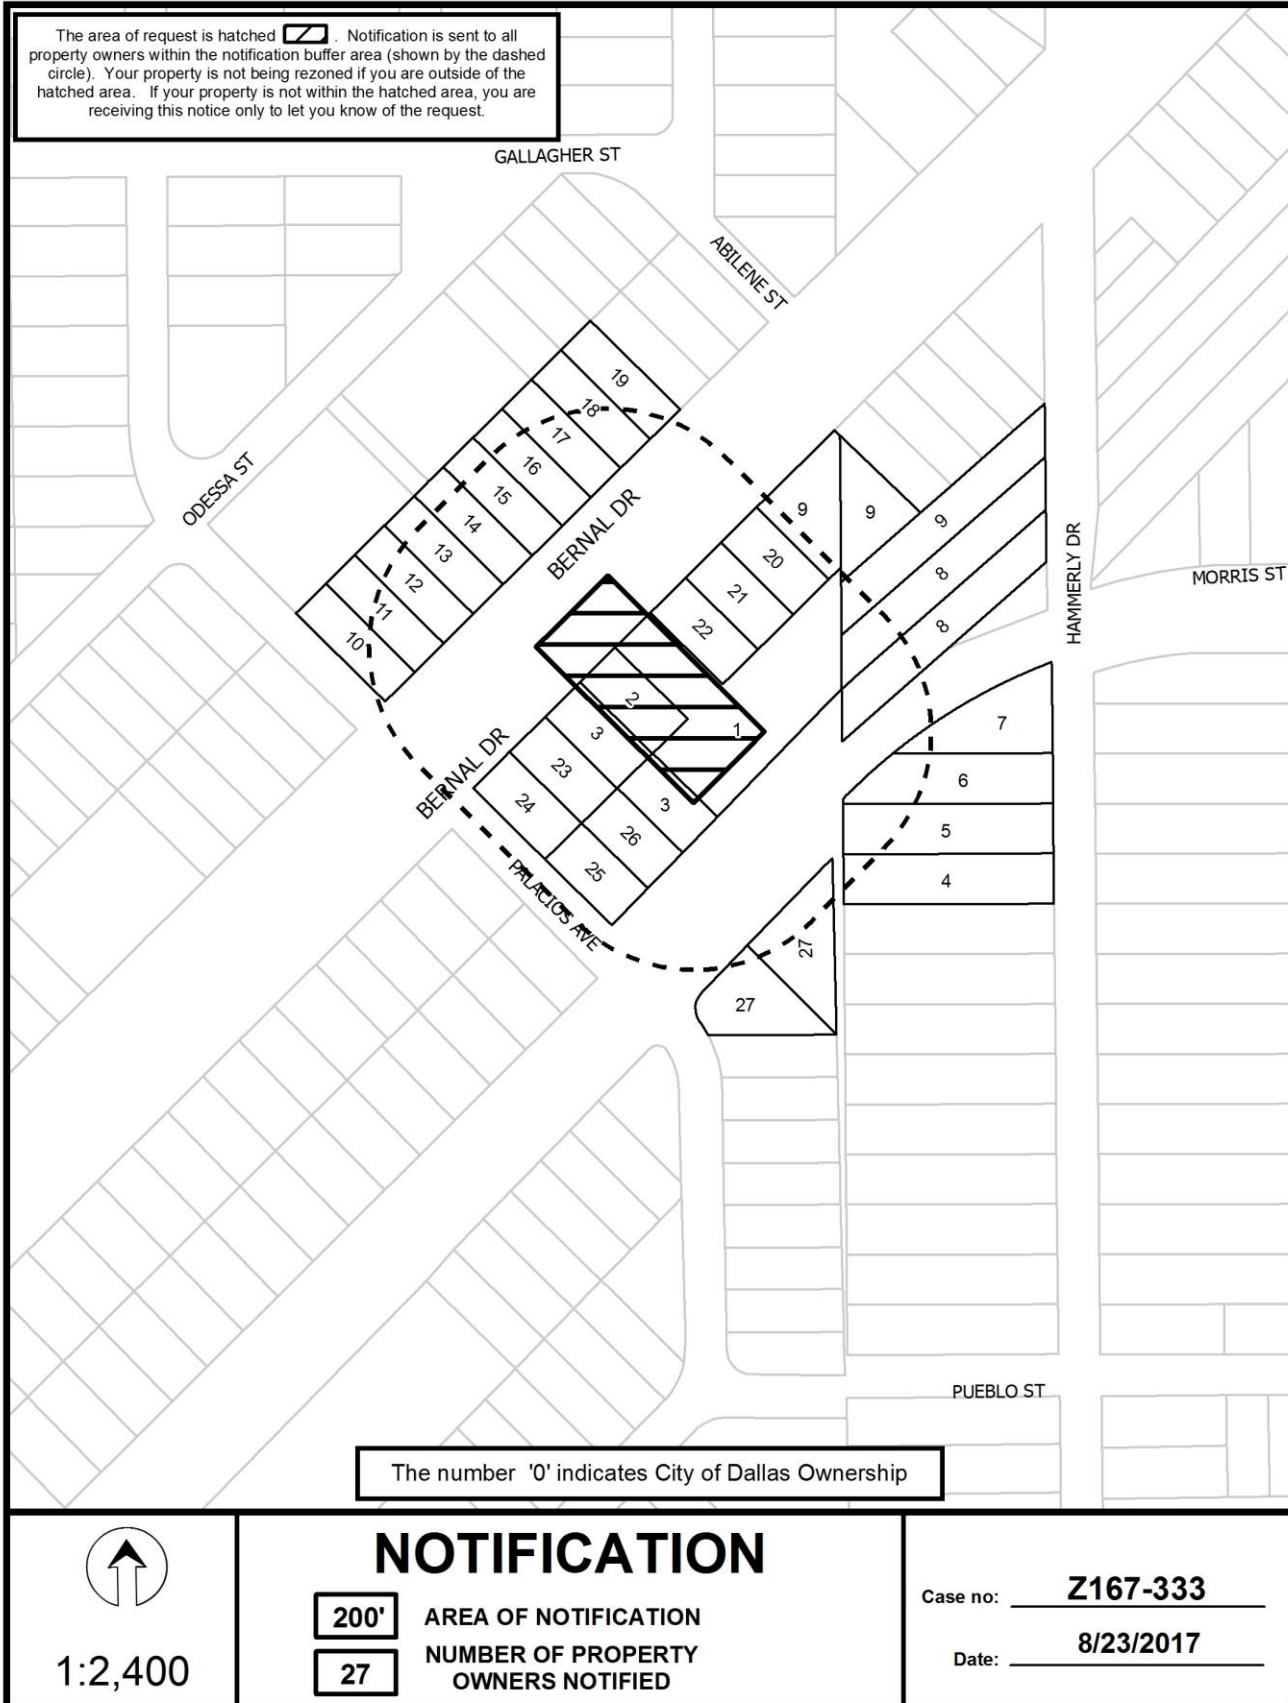 The area of request is hatched . Notification is sent to all
property owners within the notification buffer area (shown by the dashed
circle). Your property is not being rezoned if you are outside of the
hatched area. If your property is not within the hatched area, you are
receiving this notice only to let you know of the request.
GALLAGHER ST
ABILENE ST
19
18
17
16
15
14
13
12
11
10
ODESSA ST
BERNAL DR
9
9
9
20
21
22
8
8
HAMMERLY DR
MORRIS ST
2
1
3
3
23
24
26
25
BERNAL DR
PALACIOS AVE
7
6
5
4
27
27
PUEBLO ST
The number '0' indicates City of Dallas Ownership
1:2,400
NOTIFICATION
200' AREA OF NOTIFICATION
27 NUMBER OF PROPERTY
OWNERS NOTIFIED
Case no: Z167-333
Date: 8/23/2017